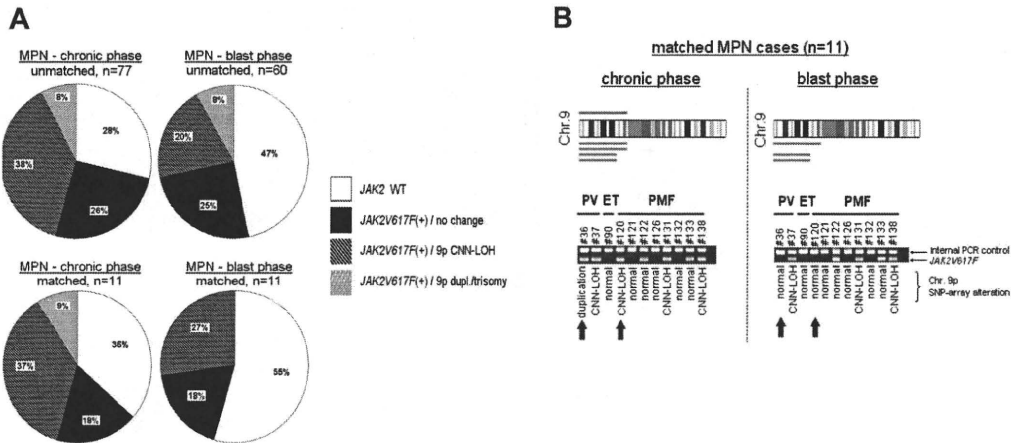 A
MPN - chronic phase
unmatched, n=77
8%
28%
38%
26%
MPN - blast phase
unmatched, n=60
8%
20%
47%
25%
MPN - chronic phase
matched, n=11
9%
36%
37%
18%
MPN - blast phase
matched, n=11
27%
55%
18%
JAK2 WT
JAK2V617F(+) / no change
JAK2V617F(+) / 9p CNN-LOH
JAK2V617F(+) / 9p dupl./trisomy
B
matched MPN cases (n=11)
chronic phase
Chr.9
PV ET PMF
#36 #37 #90 #120 #121 #122 #126 #131 #132 #133 #138
duplication CNN-LOH normal CNN-LOH normal normal normal CNN-LOH normal normal CNN-LOH
blast phase
Chr.9
PV ET PMF
#36 #37 #90 #120 #121 #122 #126 #131 #132 #133 #138
normal CNN-LOH normal normal normal normal normal CNN-LOH normal normal CNN-LOH
Internal PCR control
JAK2V617F
Chr. 9p
SNP-array alteration